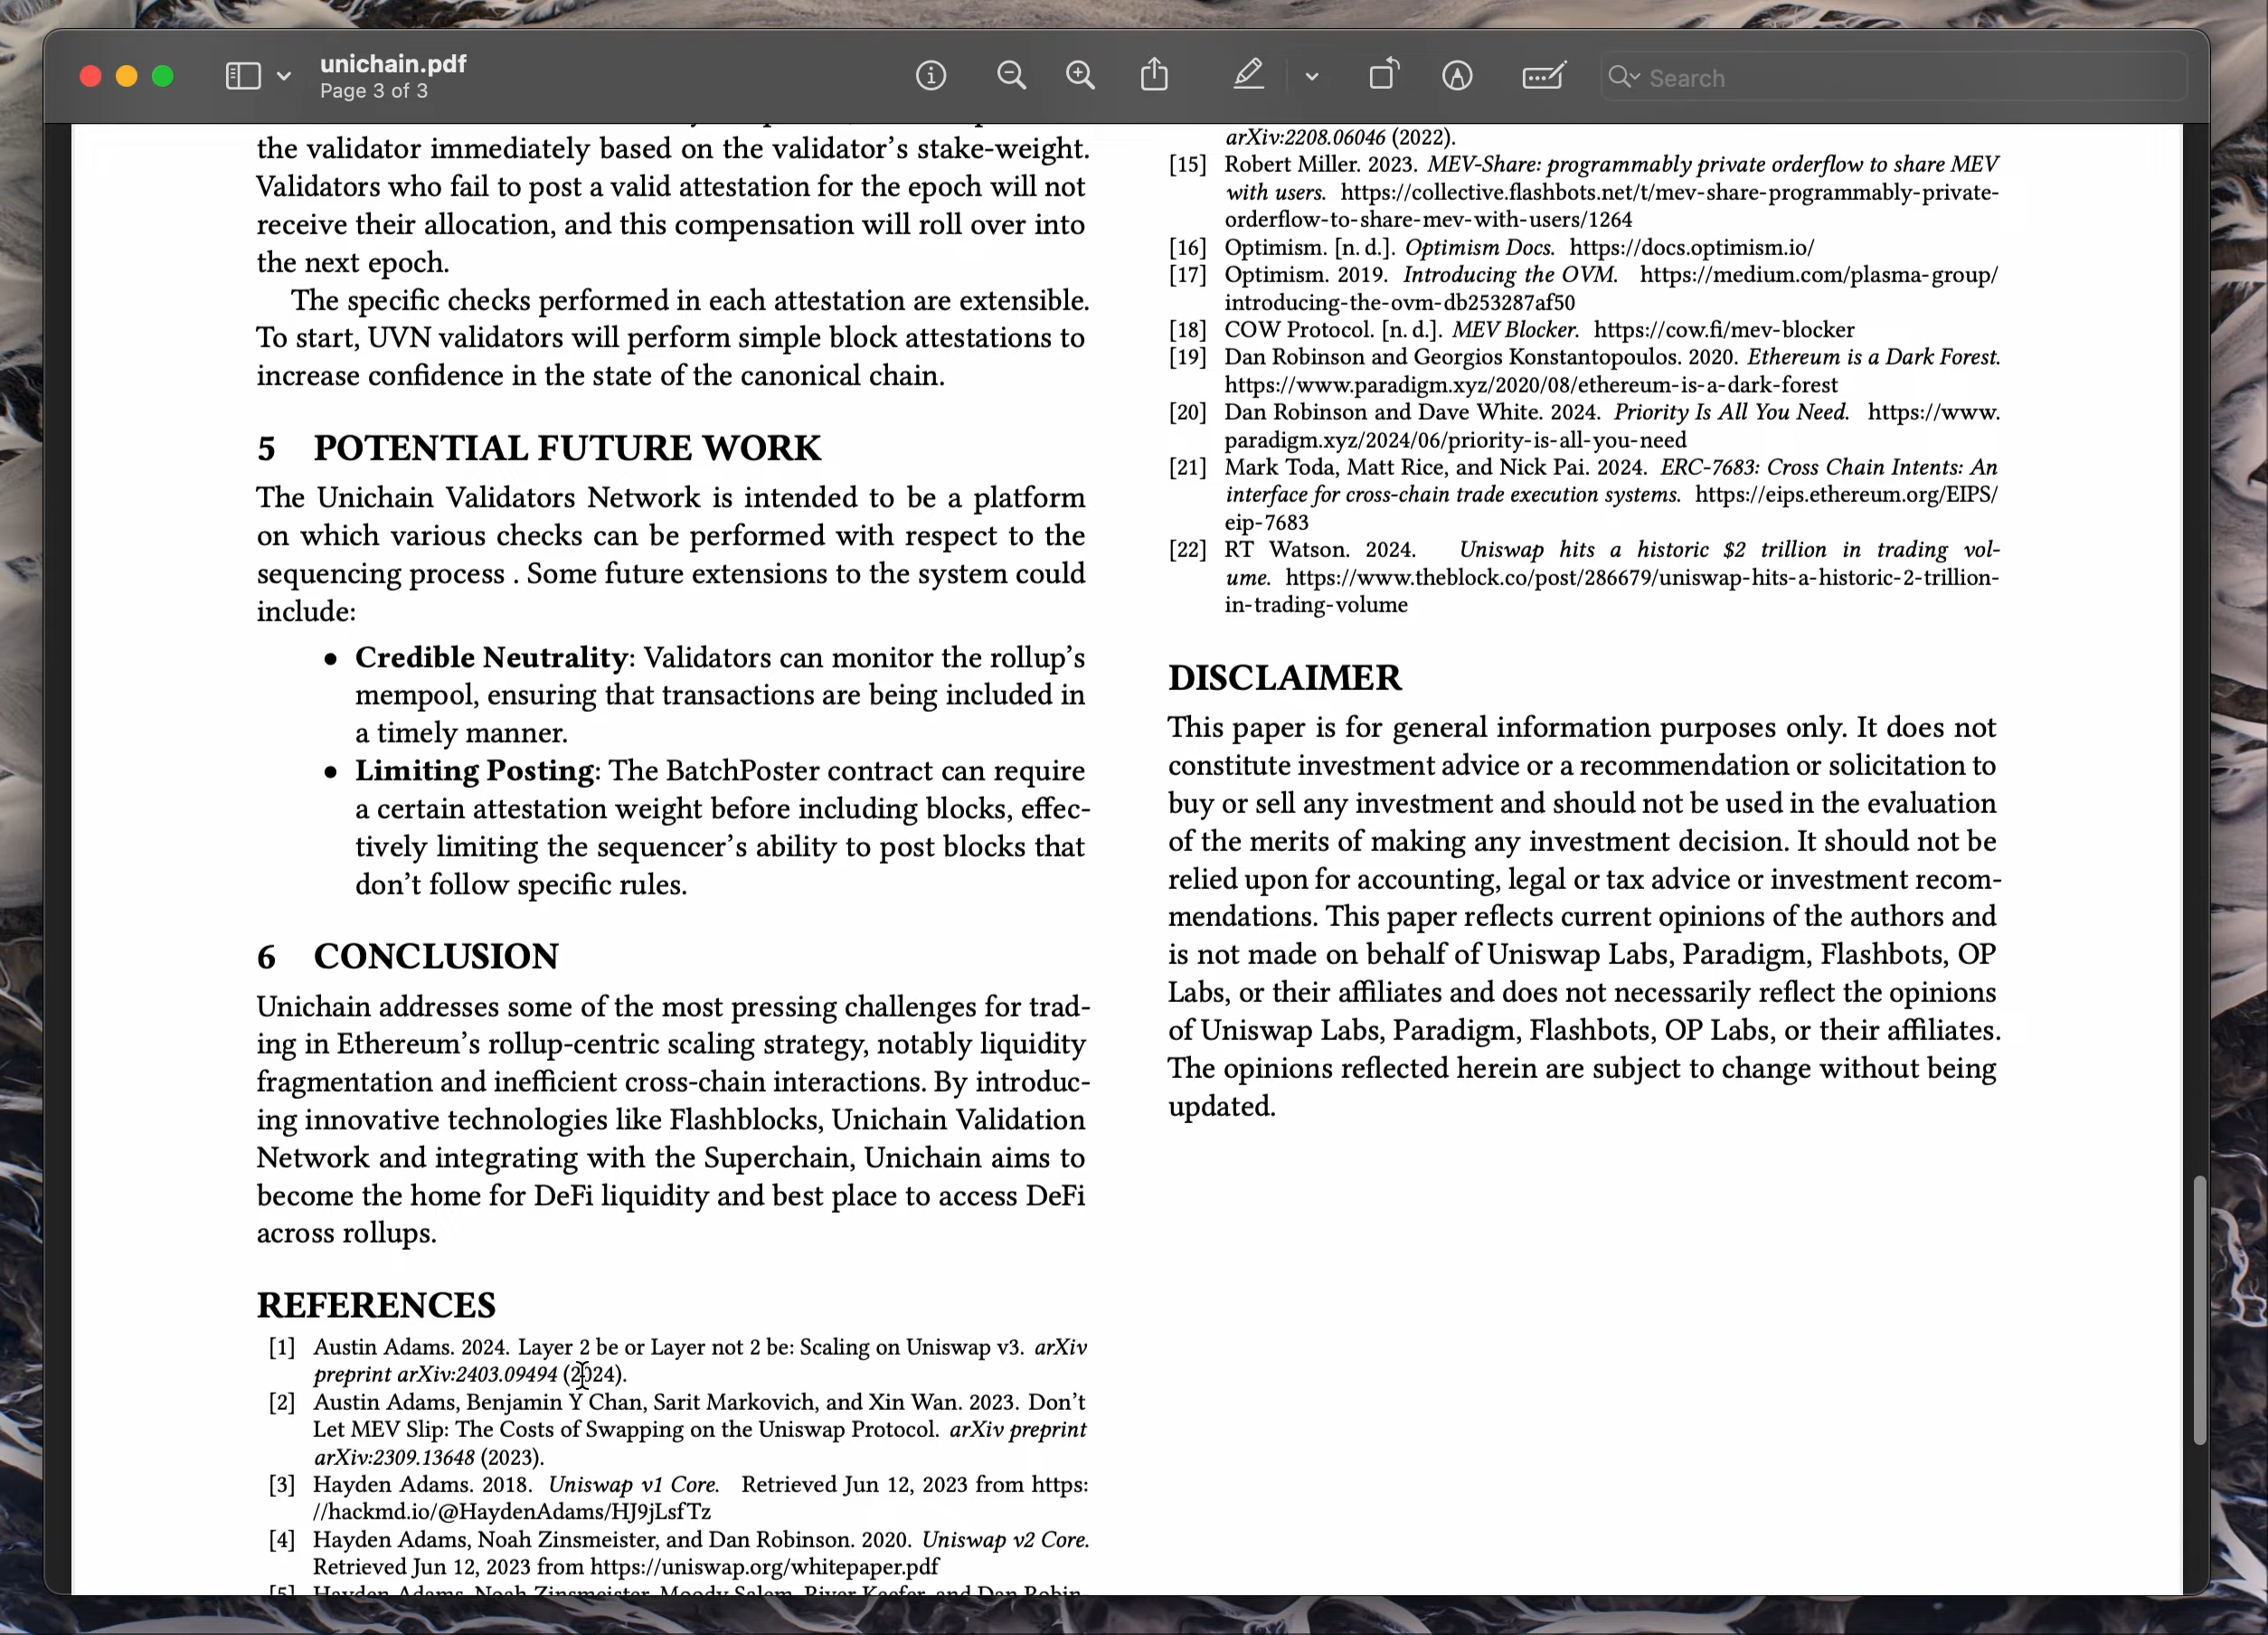 unichain.pdf
Page 3 of 3
Search
the validator immediately based on the validator’s stake-weight.
Validators who fail to post a valid attestation for the epoch will not
receive their allocation, and this compensation will roll over into
the next epoch.
The specific checks performed in each attestation are extensible.
To start, UVN validators will perform simple block attestations to
increase confidence in the state of the canonical chain.
5 POTENTIAL FUTURE WORK
The Unichain Validators Network is intended to be a platform
on which various checks can be performed with respect to the
sequencing process . Some future extensions to the system could
include:
• Credible Neutrality: Validators can monitor the rollup’s
mempool, ensuring that transactions are being included in
a timely manner.
• Limiting Posting: The BatchPoster contract can require
a certain attestation weight before including blocks, effec-
tively limiting the sequencer’s ability to post blocks that
don’t follow specific rules.
6 CONCLUSION
Unichain addresses some of the most pressing challenges for trad-
ing in Ethereum’s rollup-centric scaling strategy, notably liquidity
fragmentation and inefficient cross-chain interactions. By introduc-
ing innovative technologies like Flashblocks, Unichain Validation
Network and integrating with the Superchain, Unichain aims to
become the home for DeFi liquidity and best place to access DeFi
across rollups.
REFERENCES
[1] Austin Adams. 2024. Layer 2 be or Layer not 2 be: Scaling on Uniswap v3. arXiv
preprint arXiv:2403.09494 (2024).
[2] Austin Adams, Benjamin Y Chan, Sarit Markovich, and Xin Wan. 2023. Don’t
Let MEV Slip: The Costs of Swapping on the Uniswap Protocol. arXiv preprint
arXiv:2309.13648 (2023).
[3] Hayden Adams. 2018. Uniswap v1 Core. Retrieved Jun 12, 2023 from https:
//hackmd.io/@HaydenAdams/HJ9jLsfTz
[4] Hayden Adams, Noah Zinsmeister, and Dan Robinson. 2020. Uniswap v2 Core.
Retrieved Jun 12, 2023 from https://uniswap.org/whitepaper.pdf
[5] Hayden Adams, Noah Zinsmeister, Moody Salem, River Keefer, and Dan Robin-
arXiv:2208.06046 (2022).
[15] Robert Miller. 2023. MEV-Share: programmably private orderflow to share MEV
with users. https://collective.flashbots.net/t/mev-share-programmably-private-
orderflow-to-share-mev-with-users/1264
[16] Optimism. [n. d.]. Optimism Docs. https://docs.optimism.io/
[17] Optimism. 2019. Introducing the OVM. https://medium.com/plasma-group/
introducing-the-ovm-db253287af50
[18] COW Protocol. [n. d.]. MEV Blocker. https://cow.fi/mev-blocker
[19] Dan Robinson and Georgios Konstantopoulos. 2020. Ethereum is a Dark Forest.
https://www.paradigm.xyz/2020/08/ethereum-is-a-dark-forest
[20] Dan Robinson and Dave White. 2024. Priority Is All You Need. https://www.
paradigm.xyz/2024/06/priority-is-all-you-need
[21] Mark Toda, Matt Rice, and Nick Pai. 2024. ERC-7683: Cross Chain Intents: An
interface for cross-chain trade execution systems. https://eips.ethereum.org/EIPS/
eip-7683
[22] RT Watson. 2024. Uniswap hits a historic $2 trillion in trading vol-
ume. https://www.theblock.co/post/286679/uniswap-hits-a-historic-2-trillion-
in-trading-volume
DISCLAIMER
This paper is for general information purposes only. It does not
constitute investment advice or a recommendation or solicitation to
buy or sell any investment and should not be used in the evaluation
of the merits of making any investment decision. It should not be
relied upon for accounting, legal or tax advice or investment recom-
mendations. This paper reflects current opinions of the authors and
is not made on behalf of Uniswap Labs, Paradigm, Flashbots, OP
Labs, or their affiliates and does not necessarily reflect the opinions
of Uniswap Labs, Paradigm, Flashbots, OP Labs, or their affiliates.
The opinions reflected herein are subject to change without being
updated.